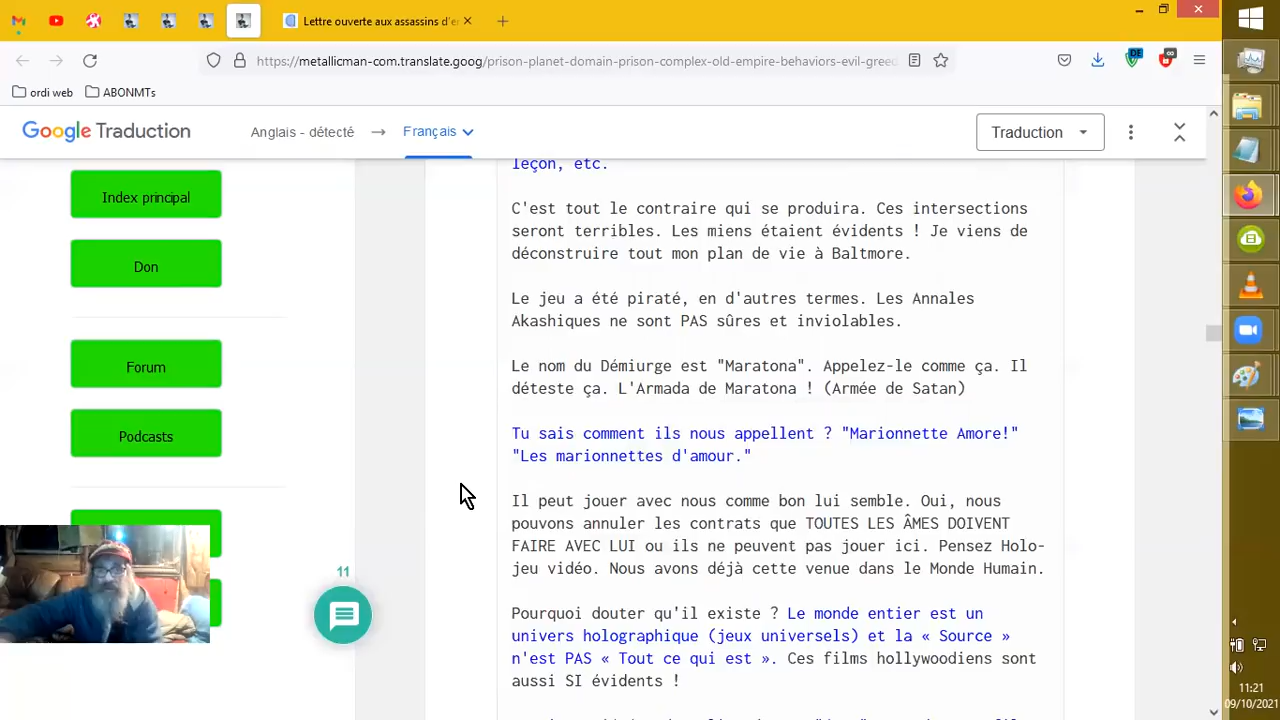 Lettre ouverte aux assassins d'e
https://metallicman-com.translate.goog/prison-planet-domain-prison-complex-old-empire-behaviors-evil-greed
DE
∞
ordi web
ABONMTs
Google Traduction
Anglais - détecté
Français
Traduction
Index principal
Don
Forum
Podcasts
11
leçon, etc.
C'est tout le contraire qui se produira. Ces intersections
seront terribles. Les miens étaient évidents ! Je viens de
déconstruire tout mon plan de vie à Baltmore.
Le jeu a été piraté, en d'autres termes. Les Annales
Akashiques ne sont PAS sûres et inviolables.
Le nom du Démiurge est "Maratona". Appelez-le comme ça. Il
déteste ça. L'Armada de Maratona ! (Armée de Satan)
Tu sais comment ils nous appellent ? "Marionnette Amore!"
"Les marionnettes d'amour."
Il peut jouer avec nous comme bon lui semble. Oui, nous
pouvons annuler les contrats que TOUTES LES ÂMES DOIVENT
FAIRE AVEC LUI ou ils ne peuvent pas jouer ici. Pensez Holo-
jeu vidéo. Nous avons déjà cette venue dans le Monde Humain.
Pourquoi douter qu'il existe ? Le monde entier est un
univers holographique (jeux universels) et la « Source »
n'est PAS « Tout ce qui est ». Ces films hollywoodiens sont
aussi SI évidents !
11:21
09/10/2021